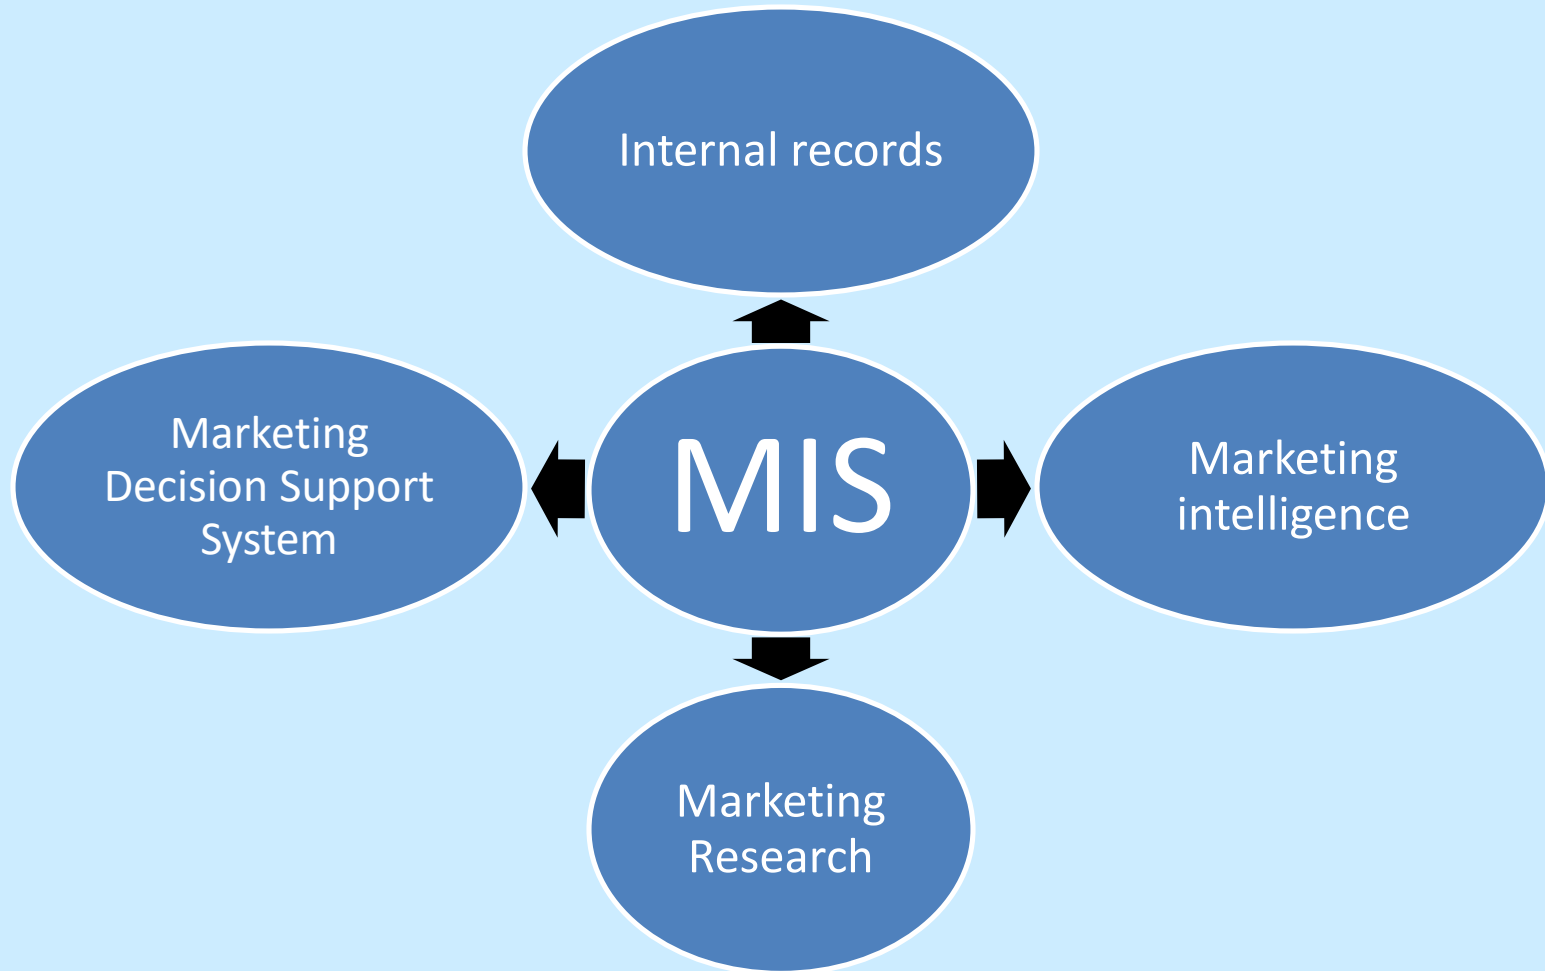 Internal records
Marketing
Decision Support
System
MIS
Marketing
intelligence
Marketing
Research